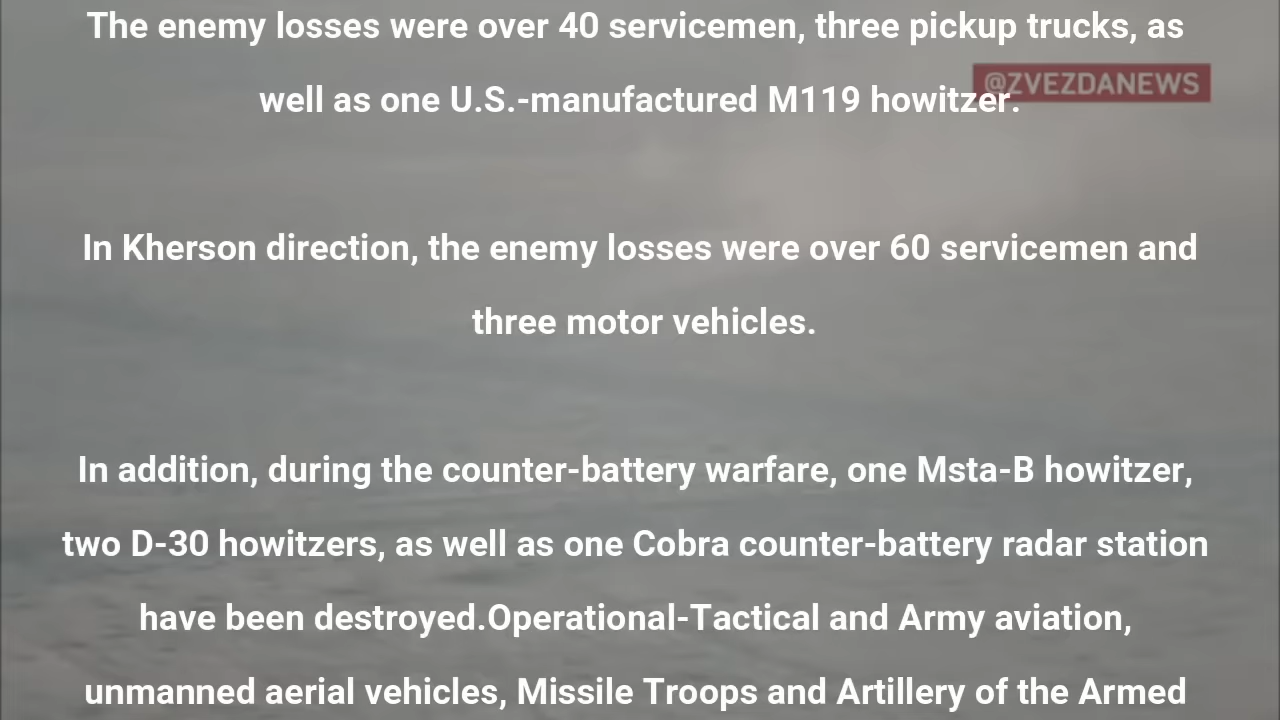 The enemy losses were over 40 servicemen, three pickup trucks, as
@ZVEZDANEWS
well as one U.S.-manufactured M119 howitzer.
In Kherson direction, the enemy losses were over 60 servicemen and
three motor vehicles.
In addition, during the counter-battery warfare, one Msta-B howitzer,
two D-30 howitzers, as well as one Cobra counter-battery radar station
have been destroyed.Operational-Tactical and Army aviation,
unmanned aerial vehicles, Missile Troops and Artillery of the Armed